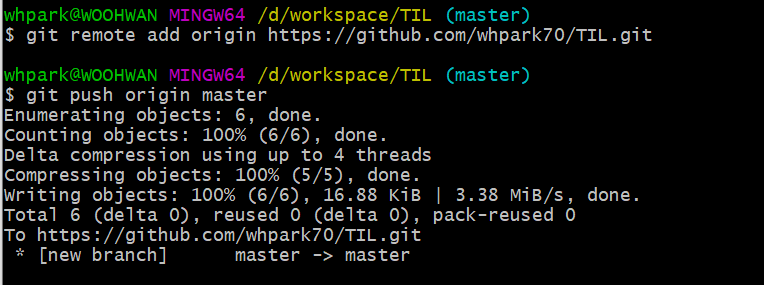 whpark@WOOHWAN MINGW64 /d/workspace/TIL (master)
$ git remote add origin https://github.com/whpark70/TIL.git
whpark@WOOHWAN MINGW64 /d/workspace/TIL (master)
$ git push origin master
Enumerating objects: 6, done.
Counting objects: 100% (6/6), done.
Delta compression using up to 4 threads
Compressing objects: 100% (5/5), done.
Writing objects: 100% (6/6), 16.88 KiB | 3.38 MiB/s, done.
Total 6 (delta 0), reused 0 (delta 0), pack-reused 0
To https://github.com/whpark70/TIL.git
 * [new branch]      master -> master